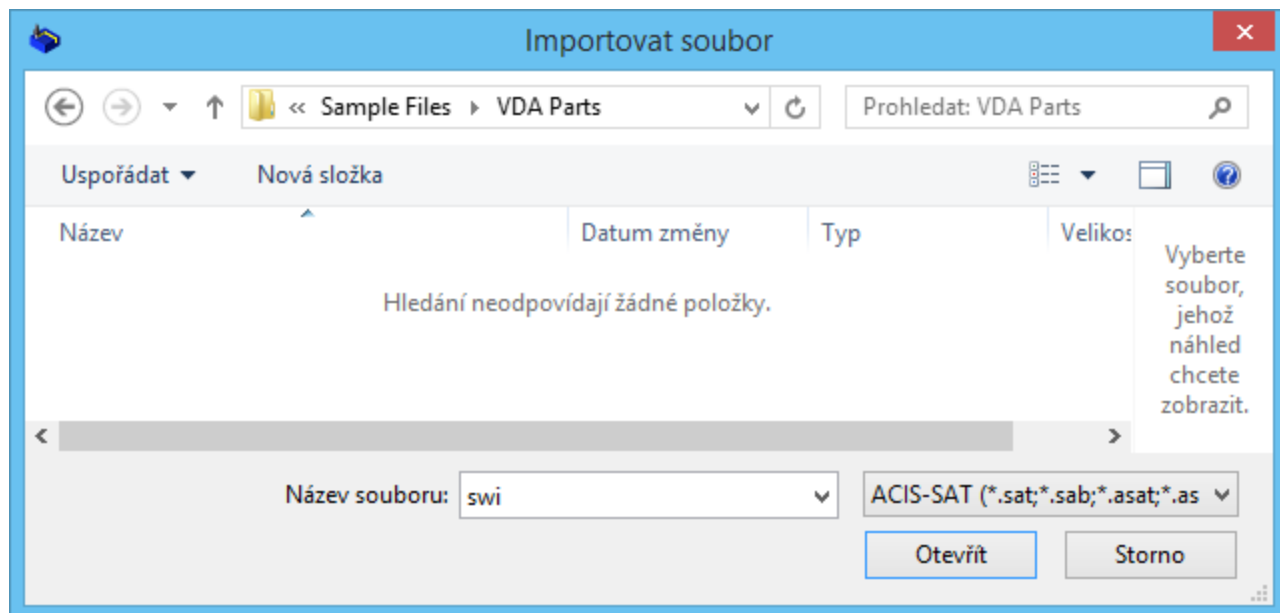 Importovat soubor
« Sample Files VDA Parts Prohledat: VDA Parts
Uspořádat Nová složka
Název Datum změny Typ Velikos
Hledání neodpovídají žádné položky.
Vyberte
soubor,
jehož
náhled
chcete
zobrazit.
Název souboru: swi ACIS-SAT (*.sat;*.sab;*.asat;*.as
Otevřít Storno